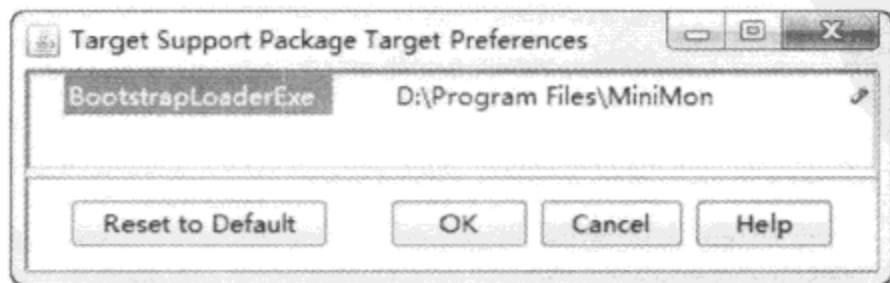 Target Support Package Target Preferences
BootstrapLoaderExe D:\Program Files\MiniMon
Reset to Default OK Cancel Help